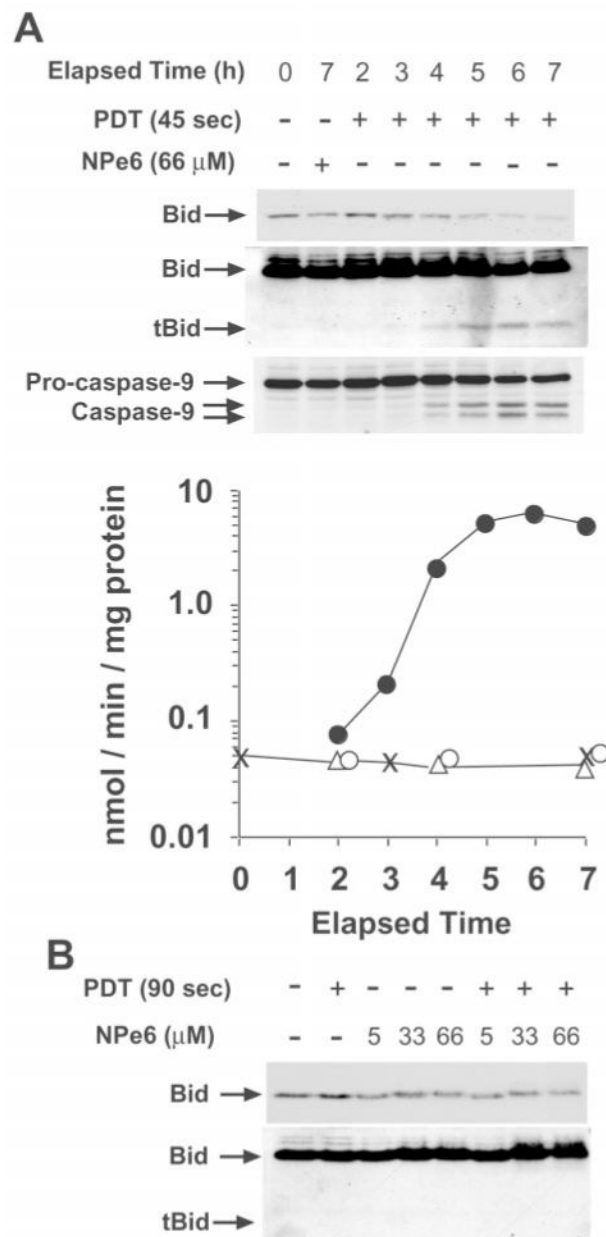 A
Elapsed Time (h) 0 7 2 3 4 5 6 7
PDT (45 sec) - - + + + + + +
NPe6 (66 μM) - + - - - - - -
Bid
Bid
tBid
Pro-caspase-9
Caspase-9
nmol / min / mg protein
10
1.0
0.1
0.01
0 1 2 3 4 5 6 7
Elapsed Time
B
PDT (90 sec) - + - - - + + +
NPe6 (μM) - - 5 33 66 5 33 66
Bid
Bid
tBid